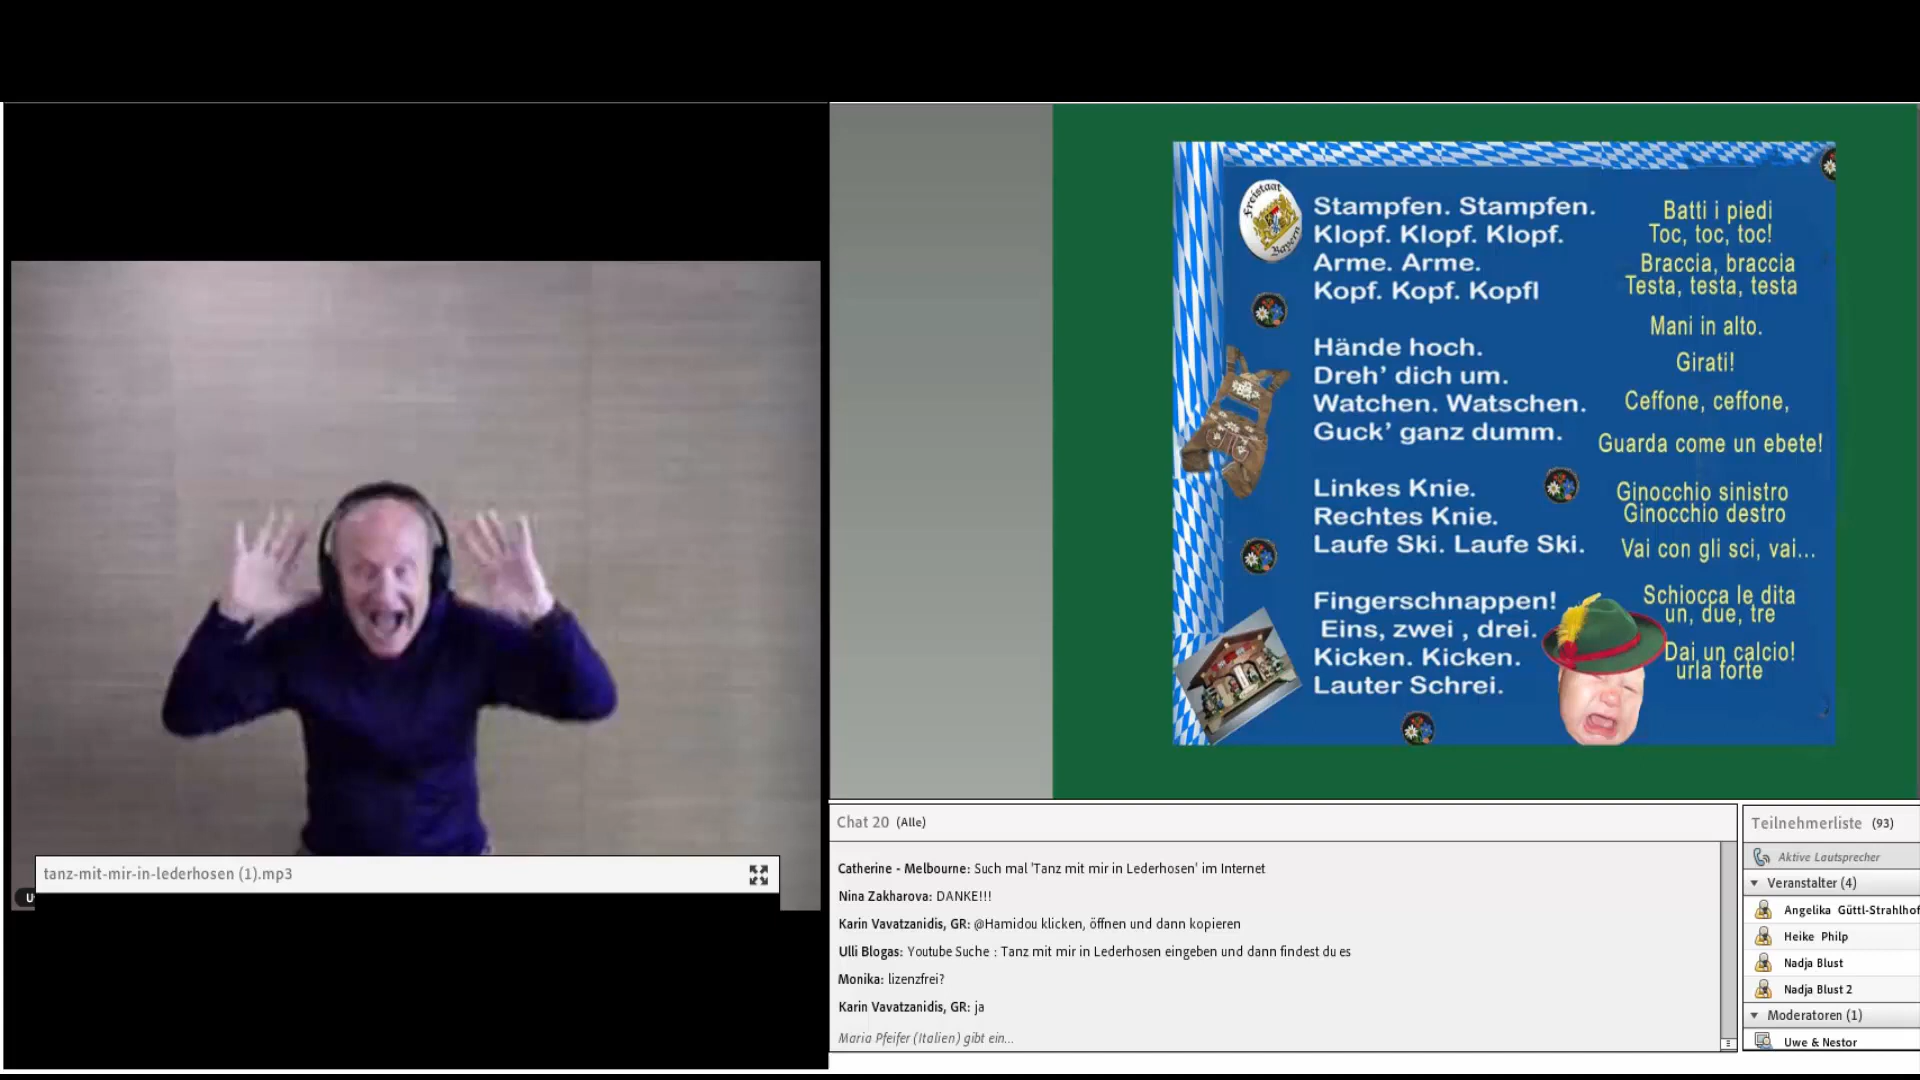 Freistaat
Bayern
Stampfen. Stampfen.
Klopf. Klopf. Klopf.
Arme. Arme.
Kopf. Kopf. Kopfl
Hände hoch.
Dreh’ dich um.
Watchen. Watschen.
Guck’ ganz dumm.
Linkes Knie.
Rechtes Knie.
Laufe Ski. Laufe Ski.
Fingerschnappen!
Eins, zwei , drei.
Kicken. Kicken.
Lauter Schrei.
Batti i piedi
Toc, toc, toc!
Braccia, braccia
Testa, testa, testa
Mani in alto.
Girati!
Ceffone, ceffone,
Guarda come un ebete!
Ginocchio sinistro
Ginocchio destro
Vai con gli sci, vai...
Schiocca le dita
un, due, tre
Dai un calcio!
urla forte
tanz-mit-mir-in-lederhosen (1).mp3
U
Chat 20 (Alle)
Catherine - Melbourne: Such mal 'Tanz mit mir in Lederhosen' im Internet
Nina Zakharova: DANKE!!!
Karin Vavatzanidis, GR: @Hamidou klicken, öffnen und dann kopieren
Ulli Blogas: Youtube Suche : Tanz mit mir in Lederhosen eingeben und dann findest du es
Monika: lizenzfrei?
Karin Vavatzanidis, GR: ja
Maria Pfeifer (Italien) gibt ein...
Teilnehmerliste (93)
Aktive Lautsprecher
Veranstalter (4)
Angelika Güttl-Strahlhof
Heike Philp
Nadja Blust
Nadja Blust 2
Moderatoren (1)
Uwe & Nestor